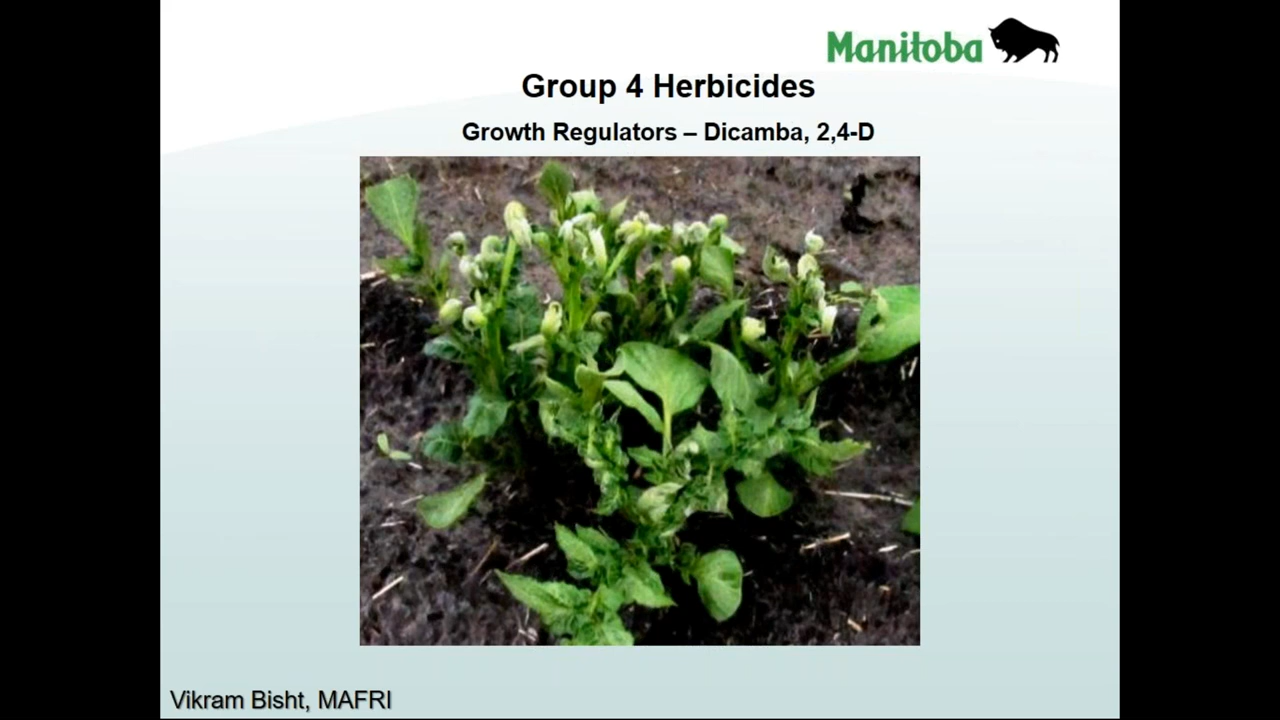 Manitoba
Group 4 Herbicides
Growth Regulators – Dicamba, 2,4-D
Vikram Bisht, MAFRI